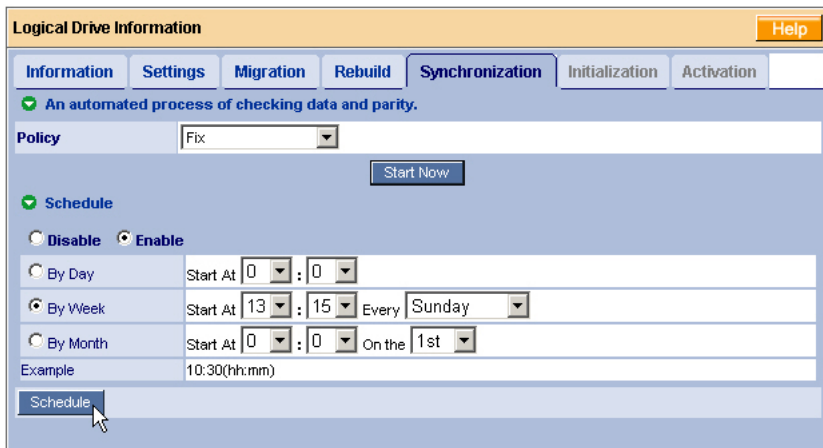 Logical Drive Information Help
Information Settings Migration Rebuild Synchronization Initialization Activation
An automated process of checking data and parity.
Policy Fix
Start Now
Schedule
Disable Enable
By Day Start At 0 : 0
By Week Start At 13 : 15 Every Sunday
By Month Start At 0 : 0 On the 1st
Example 10:30(hh:mm)
Schedule